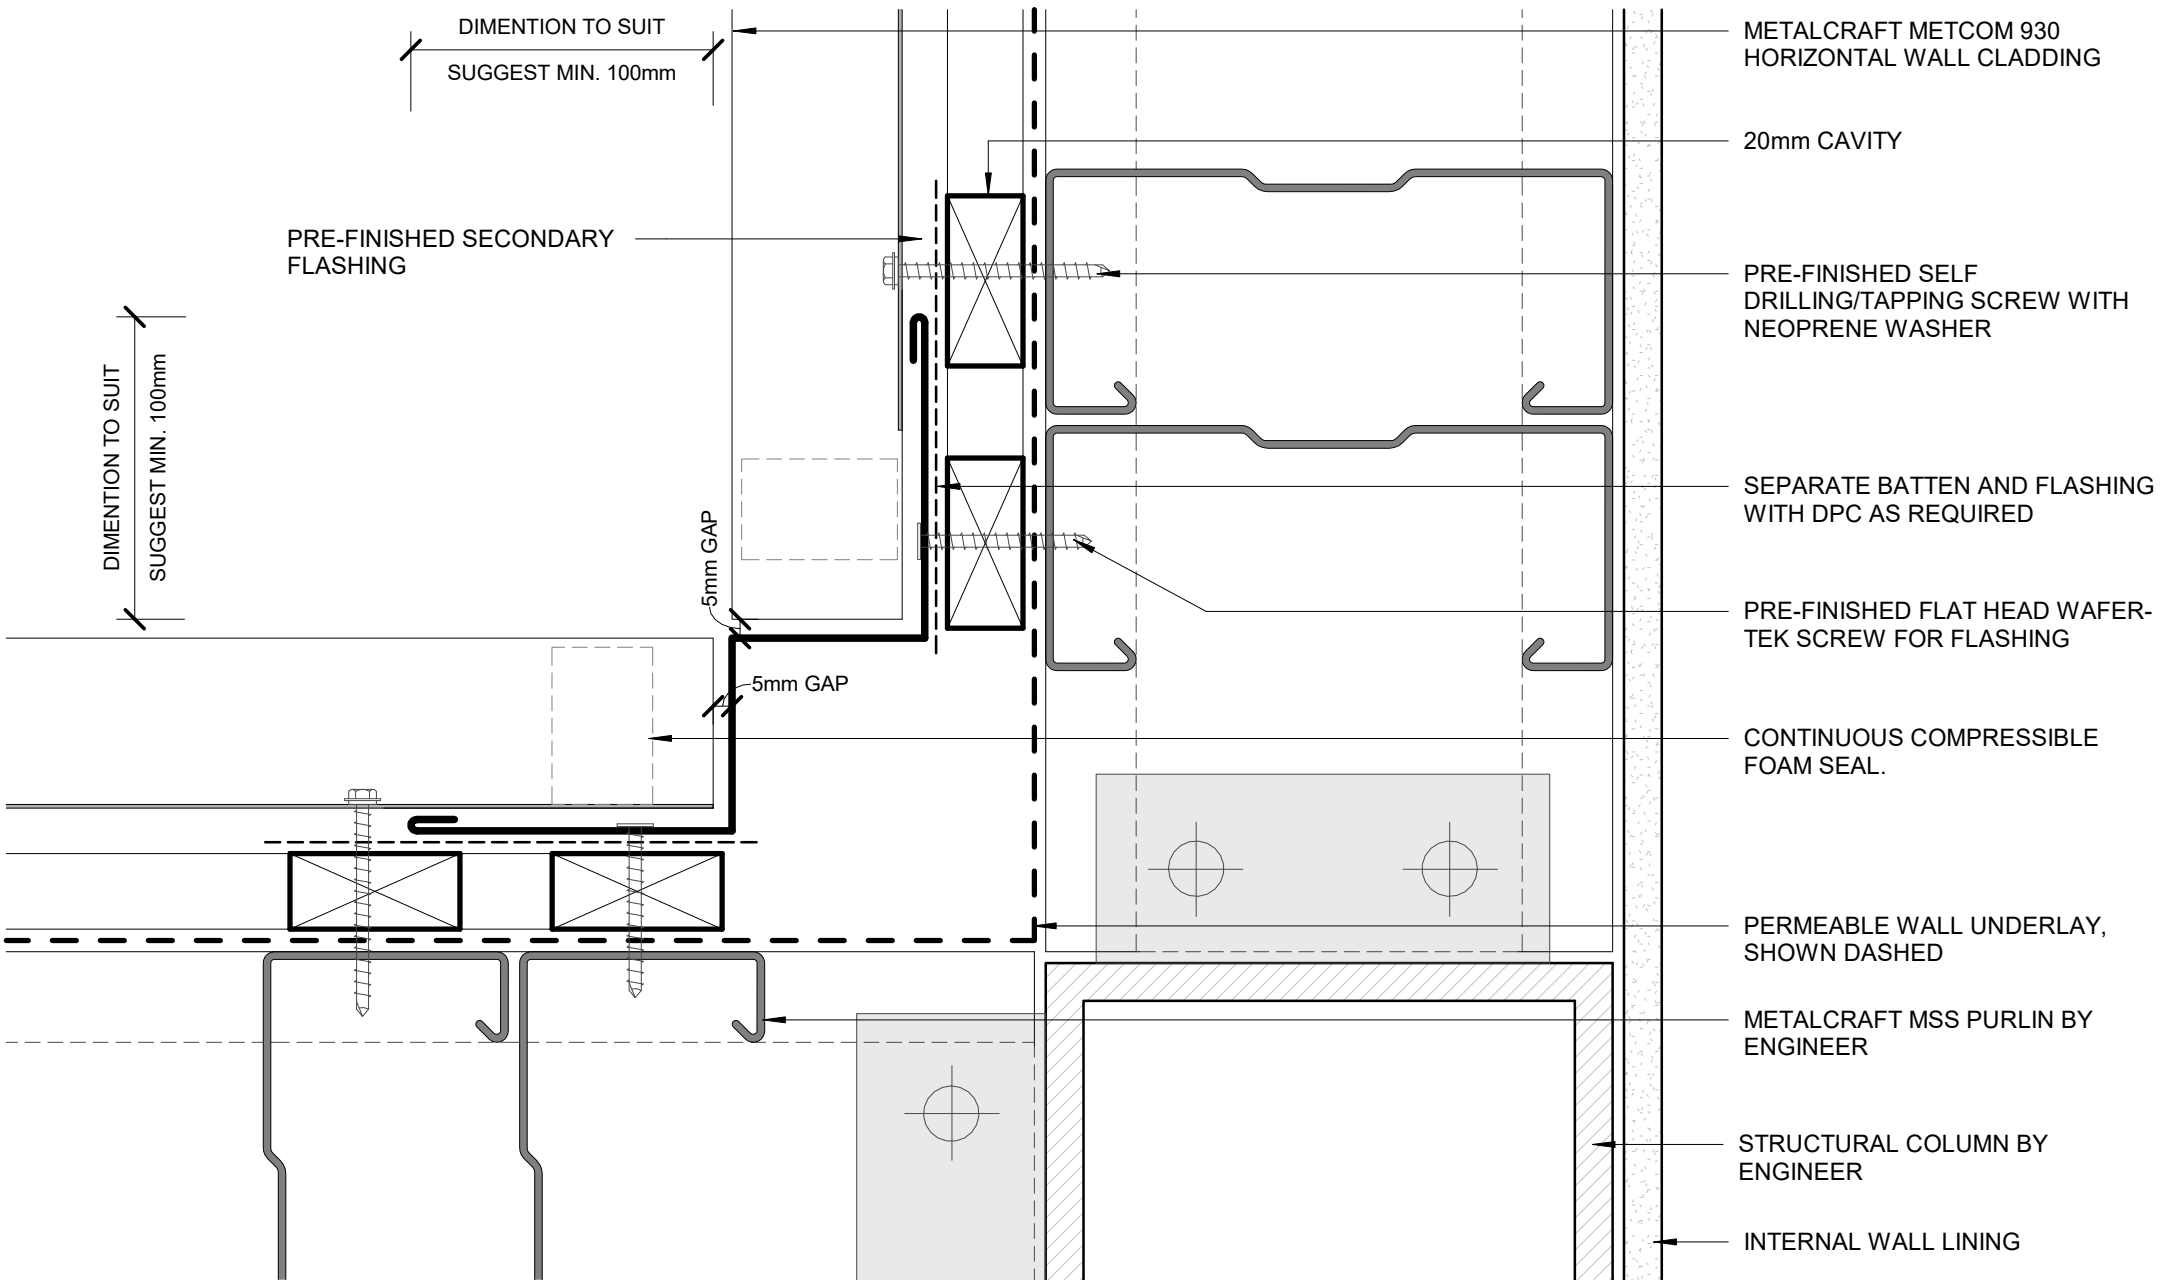 DIMENTION TO SUIT
SUGGEST MIN. 100mm
METALCRAFT METCOM 930
HORIZONTAL WALL CLADDING
20mm CAVITY
PRE-FINISHED SECONDARY
FLASHING
PRE-FINISHED SELF
DRILLING/TAPPING SCREW WITH
NEOPRENE WASHER
DIMENTION TO SUIT
SUGGEST MIN. 100mm
SEPARATE BATTEN AND FLASHING
WITH DPC AS REQUIRED
5mm GAP
PRE-FINISHED FLAT HEAD WAFER-
TEK SCREW FOR FLASHING
5mm GAP
CONTINUOUS COMPRESSIBLE
FOAM SEAL.
PERMEABLE WALL UNDERLAY,
SHOWN DASHED
METALCRAFT MSS PURLIN BY
ENGINEER
STRUCTURAL COLUMN BY
ENGINEER
INTERNAL WALL LINING